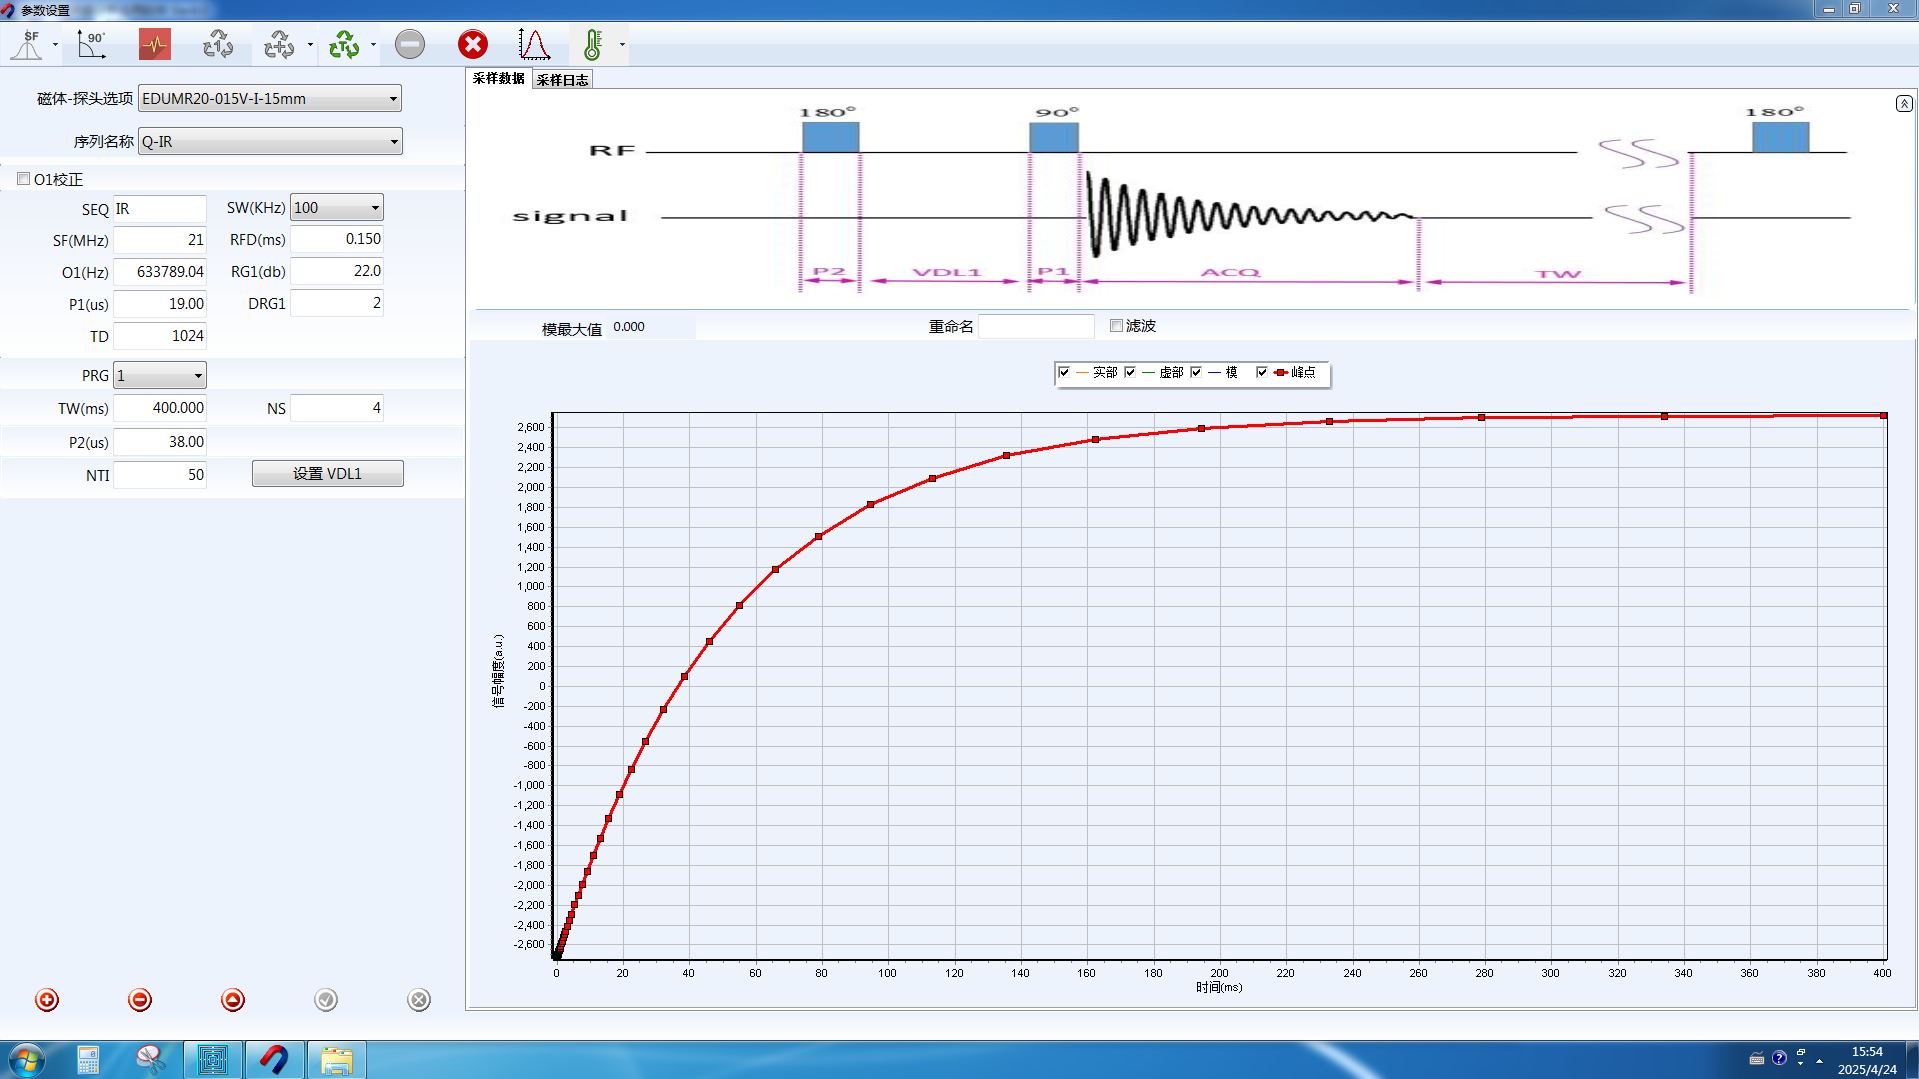 参数设置
SF
90°
磁体-探头选项 EDUMR20-015V-I-15mm
序列名称 Q-IR
O1校正
SEQ IR SW(KHz) 100
SF(MHz) 21 RFD(ms) 0.150
O1(Hz) 633789.04 RG1(db) 22.0
P1(us) 19.00 DRG1 2
TD 1024
PRG 1
TW(ms) 400.000 NS 4
P2(us) 38.00
NTI 50 设置 VDL1
采样数据 采样日志
180° 90° 180°
RF
signal
P2 VDL1 P1 ACQ TW
模最大值 0.000 重命名 滤波
实部 虚部 模 峰点
2,600
2,400
2,200
2,000
1,800
1,600
1,400
1,200
1,000
800
600
400
200
0
-200
-400
-600
-800
-1,000
-1,200
-1,400
-1,600
-1,800
-2,000
-2,200
-2,400
-2,600
信号幅度(a.u.)
0 20 40 60 80 100 120 140 160 180 200 220 240 260 280 300 320 340 360 380 400
时间(ms)
15:54
2025/4/24